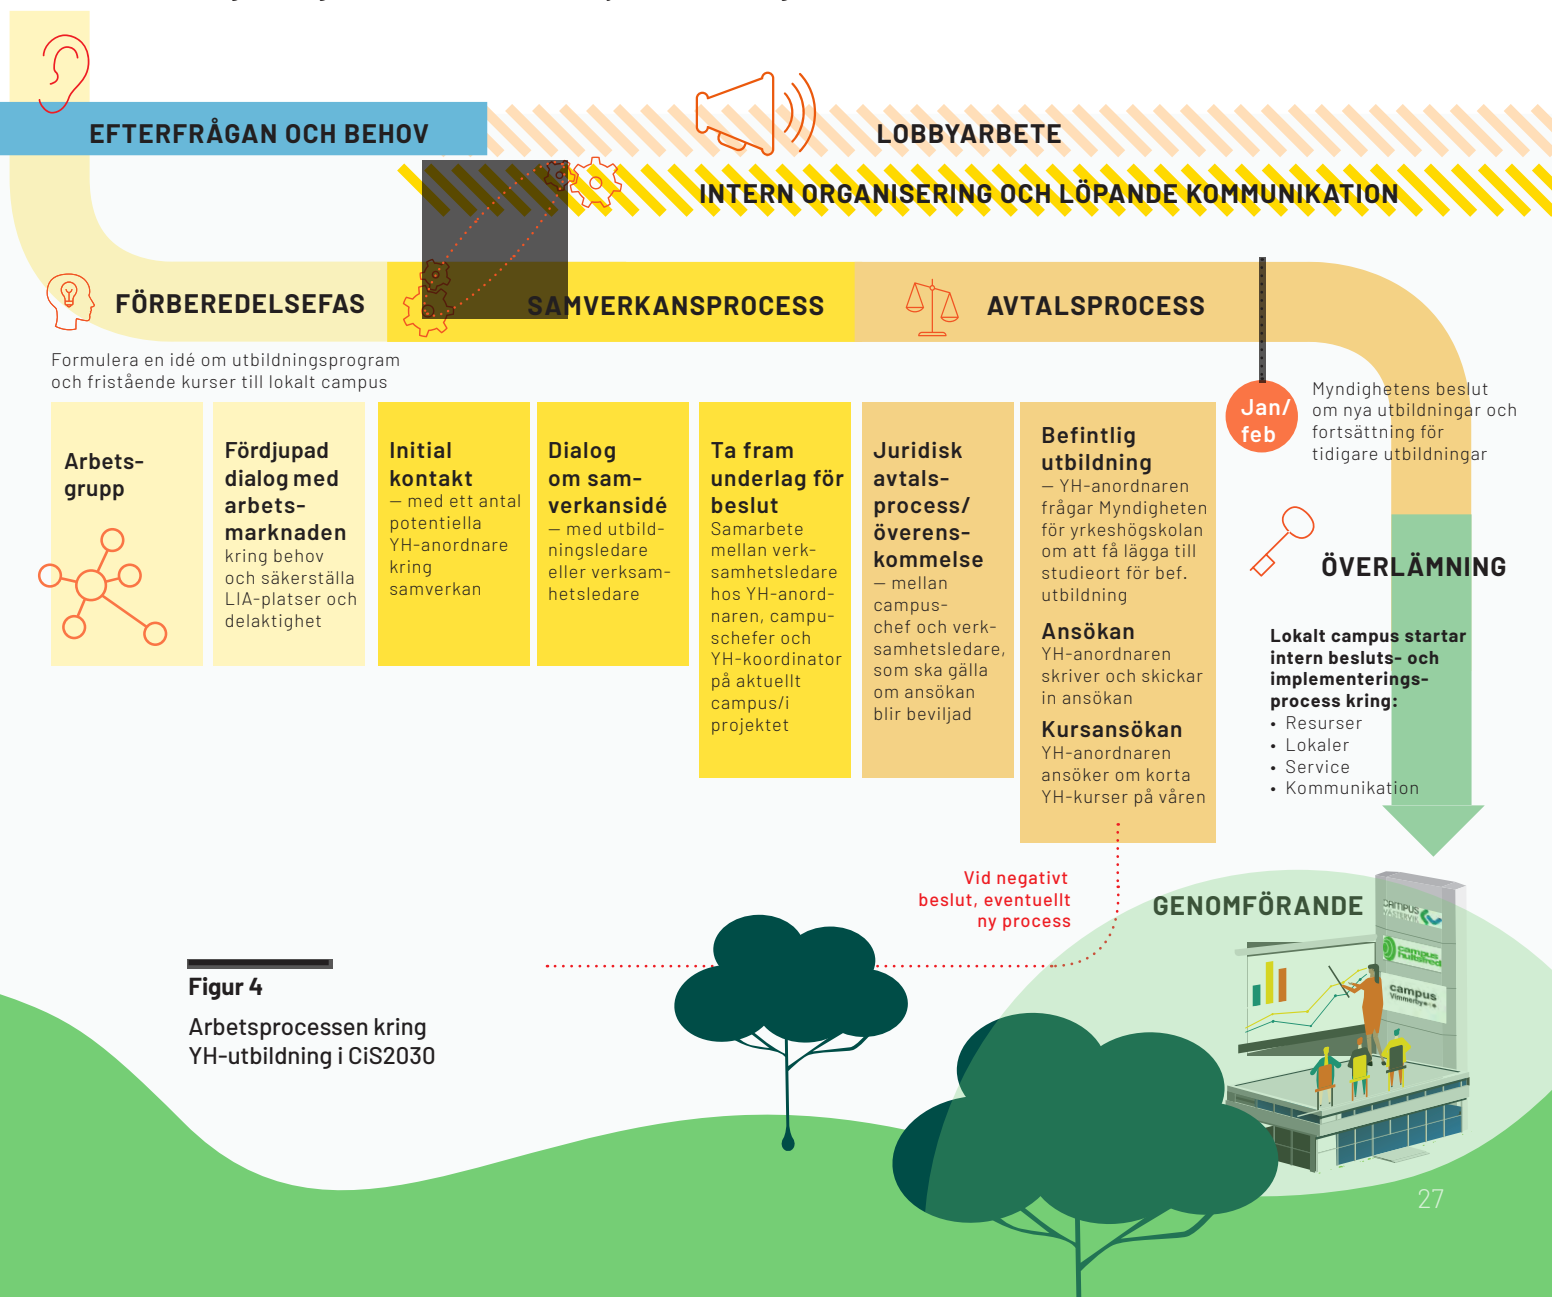 EFTERFRÅGAN OCH BEHOV
LOBBYARBETE
INTERN ORGANISERING OCH LÖPANDE KOMMUNIKATION
FÖRBEREDELSEFAS
SAMVERKANSPROCESS
AVTALSPROCESS
Formulera en idé om utbildningsprogram
och fristående kurser till lokalt campus
Arbets-
grupp
Fördjupad
dialog med
arbets-
marknaden
kring behov
och säkerställa
LIA-platser och
delaktighet
Initial
kontakt
– med ett antal
potentiella
YH-anordnare
kring
samverkan
Dialog
om sam-
verkansidé
– med utbild-
ningsledare
eller verksam-
hetsledare
Ta fram
underlag för
beslut
Samarbete
mellan verk-
samhetsledare
hos YH-anord-
naren, campu-
schefer och
YH-koordinator
på aktuellt
campus/i
projektet
Juridisk
avtals-
process/
överens-
kommelse
– mellan
campus-
chef och verk-
samhetsledare,
som ska gälla
om ansökan
blir beviljad
Befintlig
utbildning
– YH-anordnaren
frågar Myndigheten
för yrkeshögskolan
om att få lägga till
studieort för bef.
utbildning
Ansökan
YH-anordnaren
skriver och skickar
in ansökan
Kursansökan
YH-anordnaren
ansöker om korta
YH-kurser på våren
Jan/
feb
Myndighetens beslut
om nya utbildningar och
fortsättning för
tidigare utbildningar
ÖVERLÄMNING
Lokalt campus startar
intern besluts- och
implementerings-
process kring:
• Resurser
• Lokaler
• Service
• Kommunikation
Vid negativt
beslut, eventuellt
ny process
GENOMFÖRANDE
CAMPUS
campus
hultsfred
campus
Vimmerby
Figur 4
Arbetsprocessen kring
YH-utbildning i CiS2030
27